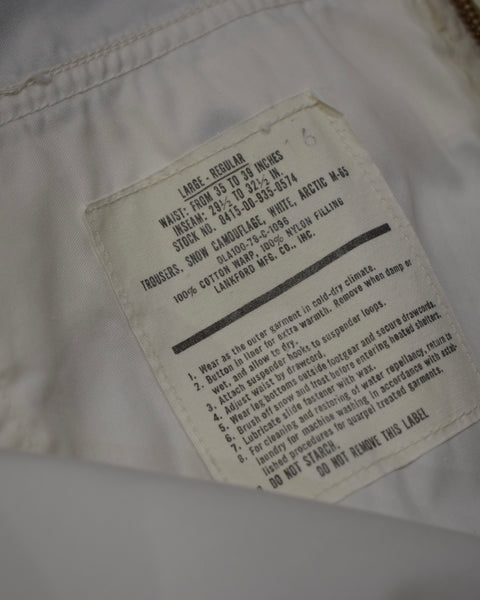 16
LARGE - REGULAR
WAIST: FROM 35 TO 39 INCHES
INSEAM: 29½ TO 32½ IN.
STOCK NO. 8415-00-935-0574
TROUSERS, SNOW CAMOUFLAGE, WHITE, ARCTIC M-65
DLA100-79-C-1096
100% COTTON WARP, 100% NYLON FILLING
LANKFORD MFG. CO., INC.
1. Wear as the outer garment in cold-dry climate.
2. Button in liner for extra warmth. Remove when damp or
wet, and allow to dry.
3. Attach suspender hooks to suspender loops.
4. Adjust waist by drawcord.
5. Wear leg bottoms outside footgear and secure drawcords.
6. Brush off snow and frost before entering heated shelters.
7. Lubricate slide fastener with wax.
8. For cleaning and restoring of water repellancy, return to
laundry for machine washing in accordance with estab-
lished procedures for quarpel treated garments.
DO NOT STARCH.
DO NOT REMOVE THIS LABEL